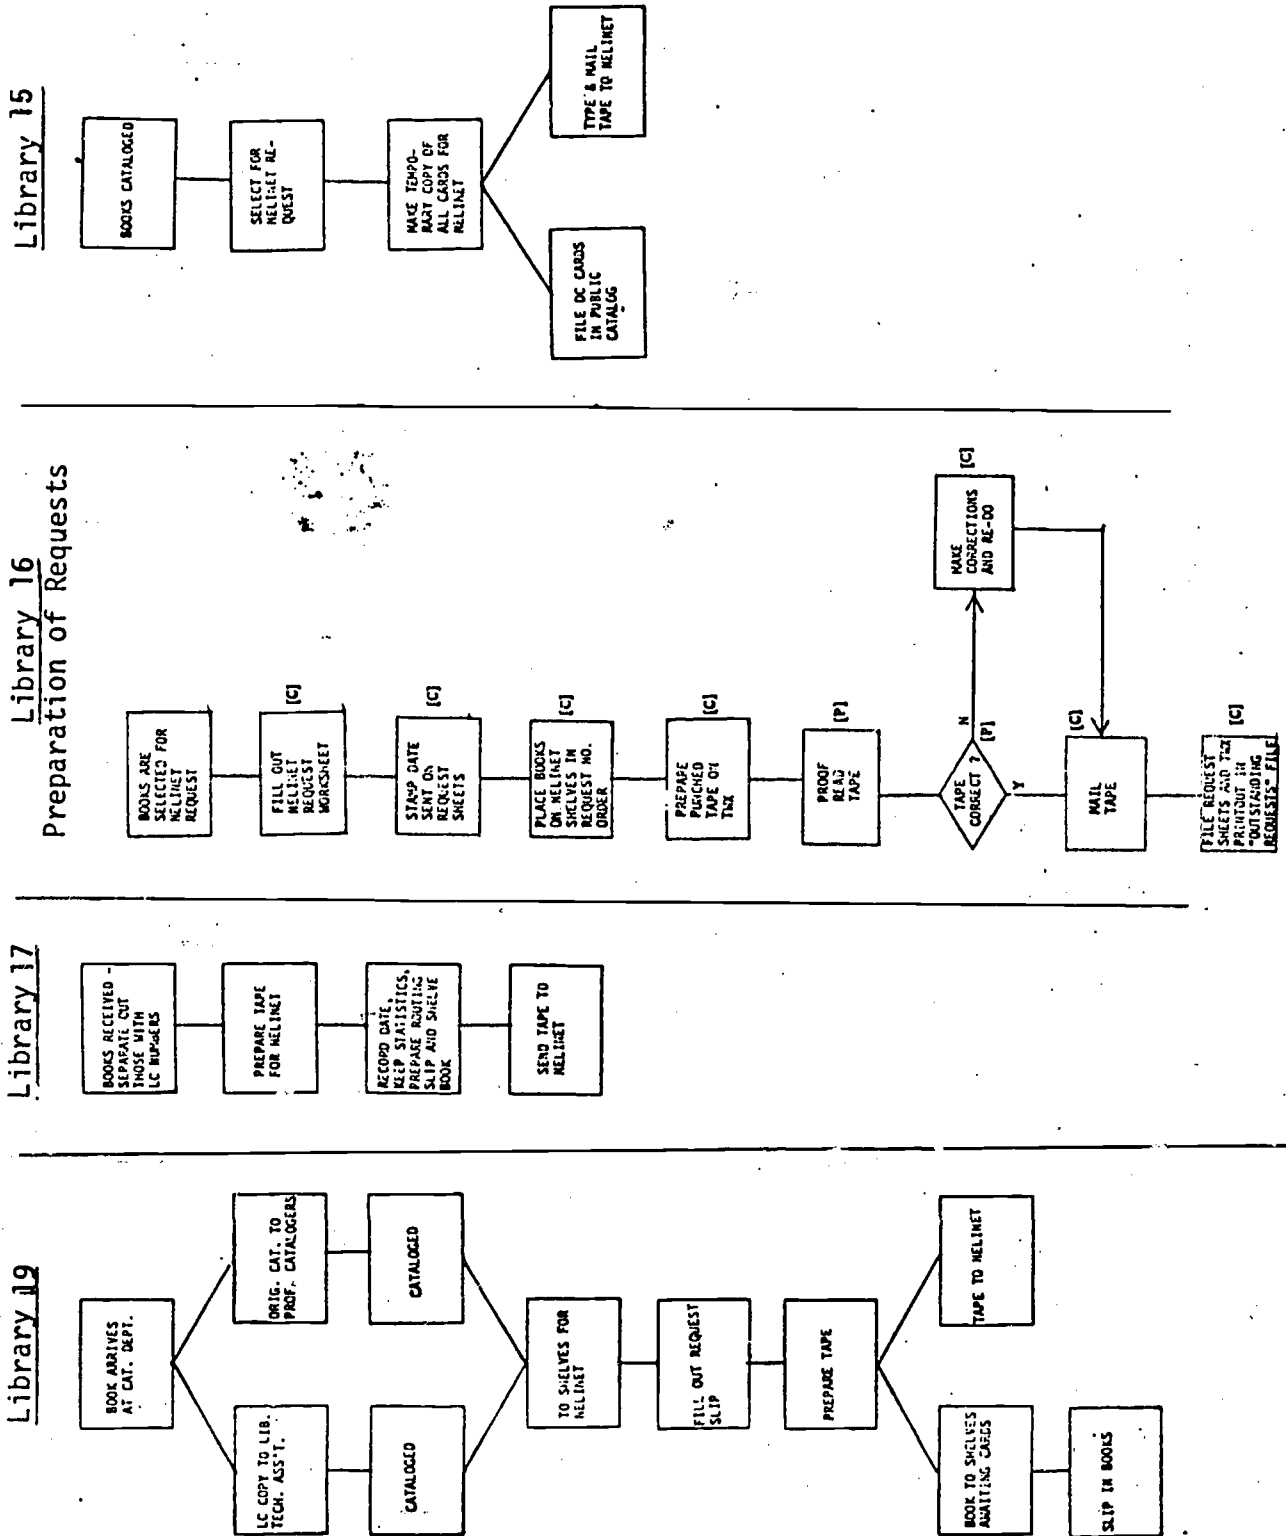 Library 19
BOOK ARRIVES
AT CAT. DEPT.
LC COPY TO LIB.
TECH. ASS'T.
ORIG. CAT. TO
PROF. CATALOGERS
CATALOGED
CATALOGED
TO SHELVES FOR
NELINET
FILL OUT REQUEST
SLIP
PREPARE TAPE
BOOK TO SHELVES
AWAITING CARDS
TAPE TO NELINET
SLIP IN BOOKS
Library 17
BOOKS RECEIVED -
SEPARATE OUT
THOSE WITH
LC NUMBERS
PREPARE TAPE
FOR NELINET
RECORD DATE,
KEEP STATISTICS,
PREPARE ROUTING
SLIP AND SHELVE
BOOK
SEND TAPE TO
NELINET
Library 16
Preparation of Requests
BOOKS ARE
SELECTED FOR
NELINET
REQUEST
FILL OUT
NELINET
REQUEST
WORKSHEET
[C]
STAMP DATE
SENT ON
REQUEST
SHEETS
[C]
PLACE BOOKS
ON NELINET
SHELVES IN
REQUEST NO.
ORDER
[C]
PREPARE
PUNCHED
TAPE ON
TWX
[C]
PROOF
READ
TAPE
[P]
TAPE
CORRECT ?
N
[P]
Y
MAKE
CORRECTIONS
AND RE-DO
[C]
MAIL
TAPE
[C]
FILE REQUEST
SHEETS AND TWX
PRINTOUT IN
"OUTSTANDING
REQUESTS" FILE
[C]
Library 15
BOOKS CATALOGED
SELECT FOR
NELINET RE-
QUEST
MAKE TEMPO-
RARY COPY OF
ALL CARDS FOR
NELINET
FILE DC CARDS
IN PUBLIC
CATALOG
TYPE & MAIL
TAPE TO NELINET